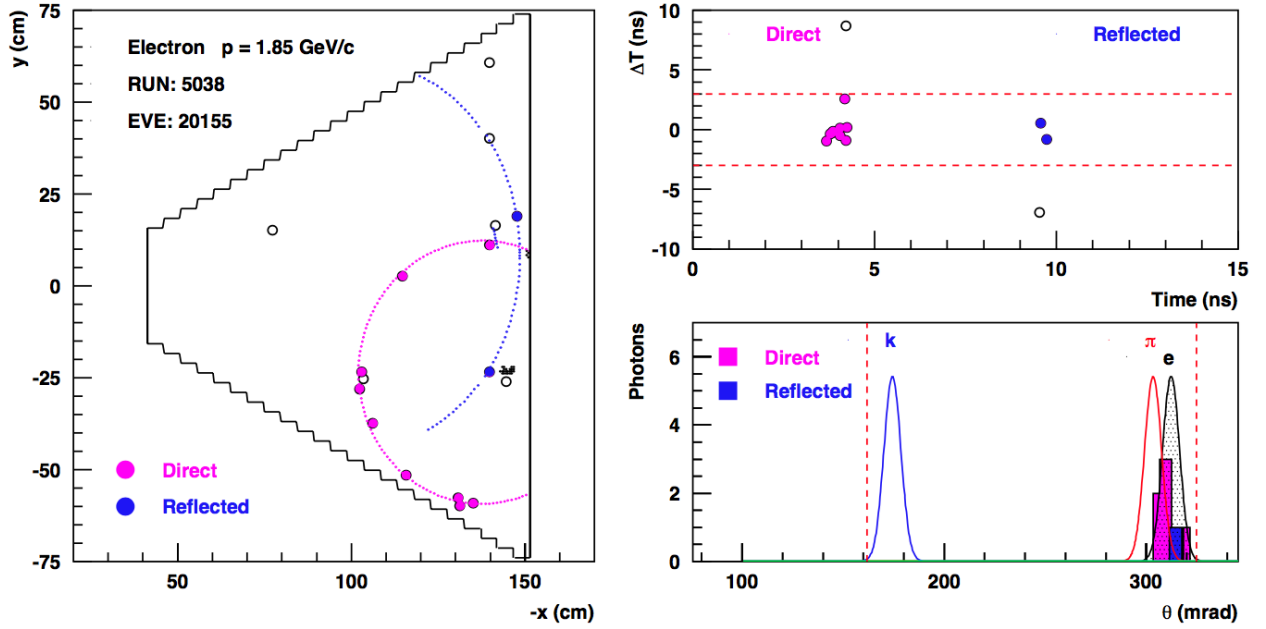 y (cm)
75
50
25
0
-25
-50
-75
Electron p = 1.85 GeV/c
RUN: 5038
EVE: 20155
Direct
Reflected
50
100
150
-x (cm)
ΔT (ns)
10
5
0
-5
-10
Direct
Reflected
0
5
10
15
Time (ns)
Photons
6
4
2
0
Direct
Reflected
k
π
e
100
200
300
θ (mrad)